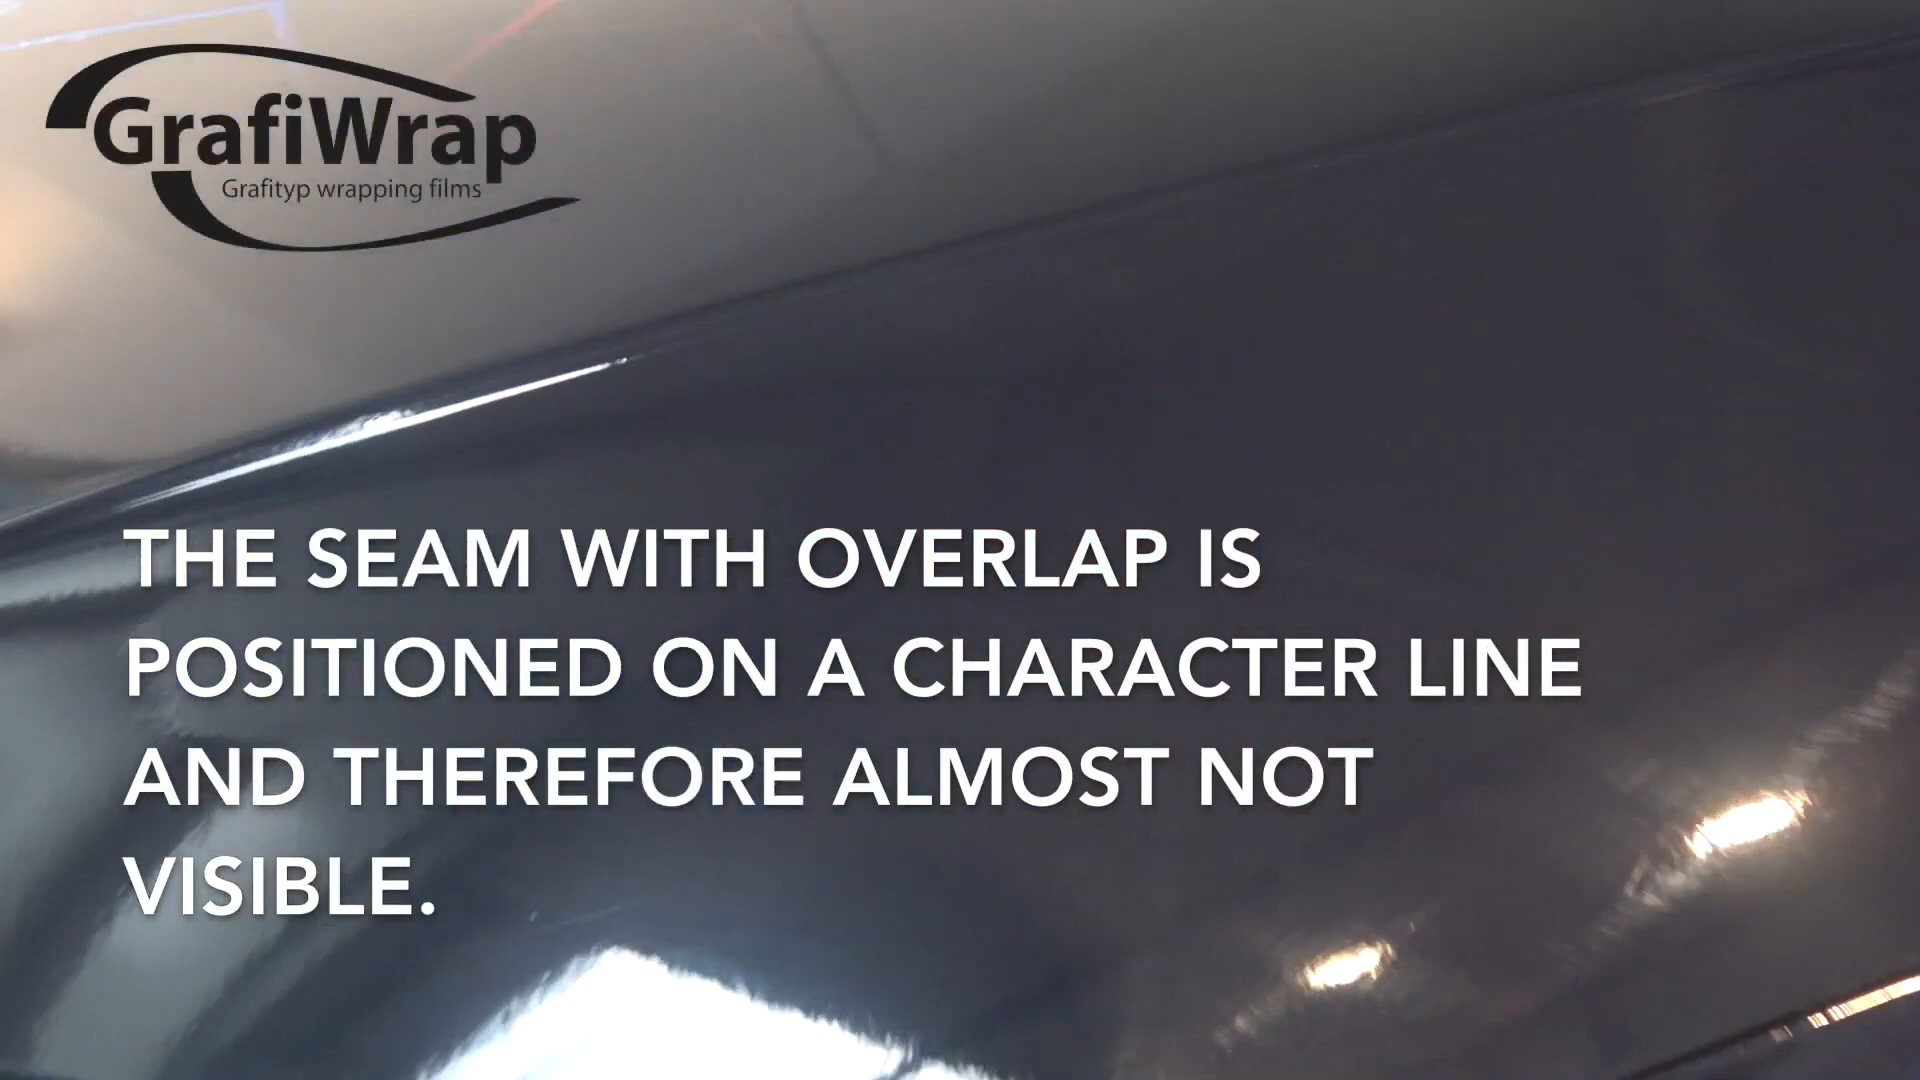 GrafiWrap
Grafityp wrapping films
THE SEAM WITH OVERLAP IS
POSITIONED ON A CHARACTER LINE
AND THEREFORE ALMOST NOT
VISIBLE.